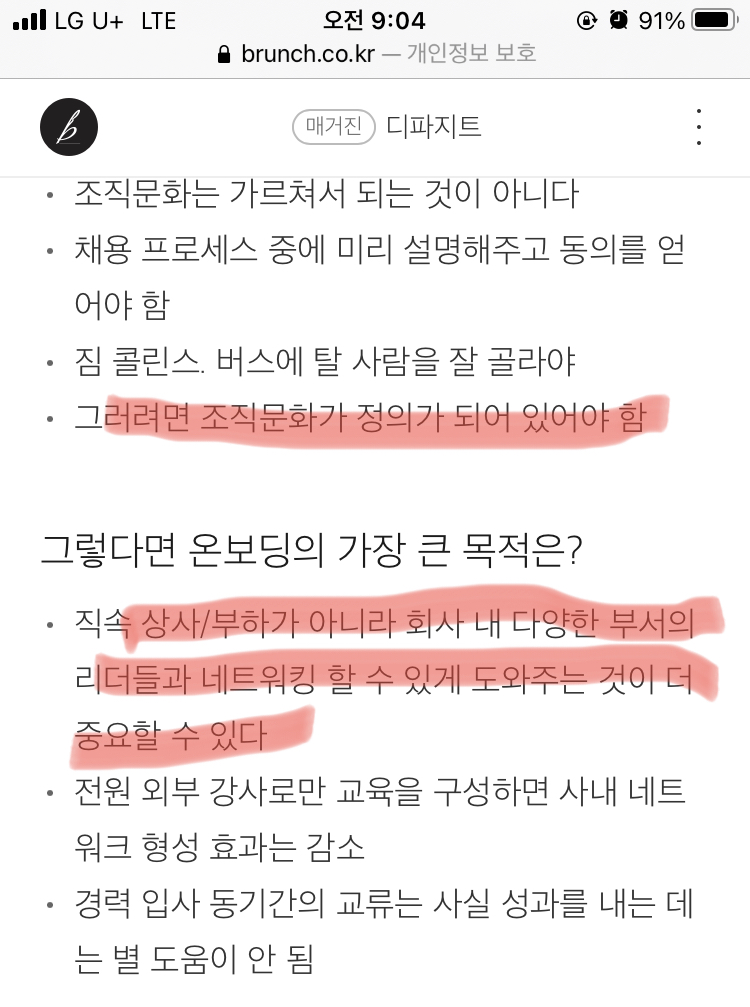 LG U+ LTE 오전 9:04 91%
brunch.co.kr — 개인정보 보호
b 매거진 디파지트
• 조직문화는 가르쳐서 되는 것이 아니다
• 채용 프로세스 중에 미리 설명해주고 동의를 얻
어야 함
• 짐 콜린스. 버스에 탈 사람을 잘 골라야
• 그러려면 조직문화가 정의가 되어 있어야 함
그렇다면 온보딩의 가장 큰 목적은?
• 직속 상사/부하가 아니라 회사 내 다양한 부서의
리더들과 네트워킹 할 수 있게 도와주는 것이 더
중요할 수 있다
• 전원 외부 강사로만 교육을 구성하면 사내 네트
워크 형성 효과는 감소
• 경력 입사 동기간의 교류는 사실 성과를 내는 데
는 별 도움이 안 됨